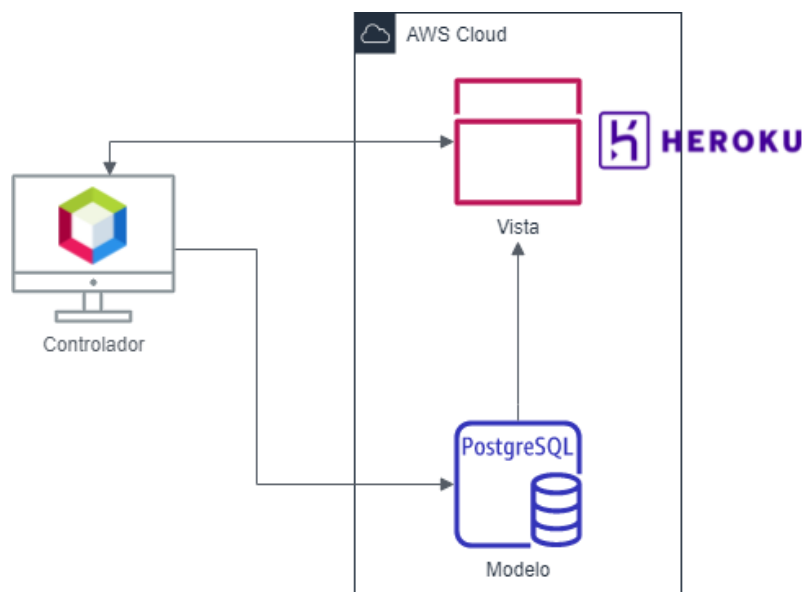 AWS Cloud
HEROKU
Vista
Controlador
PostgreSQL
Modelo